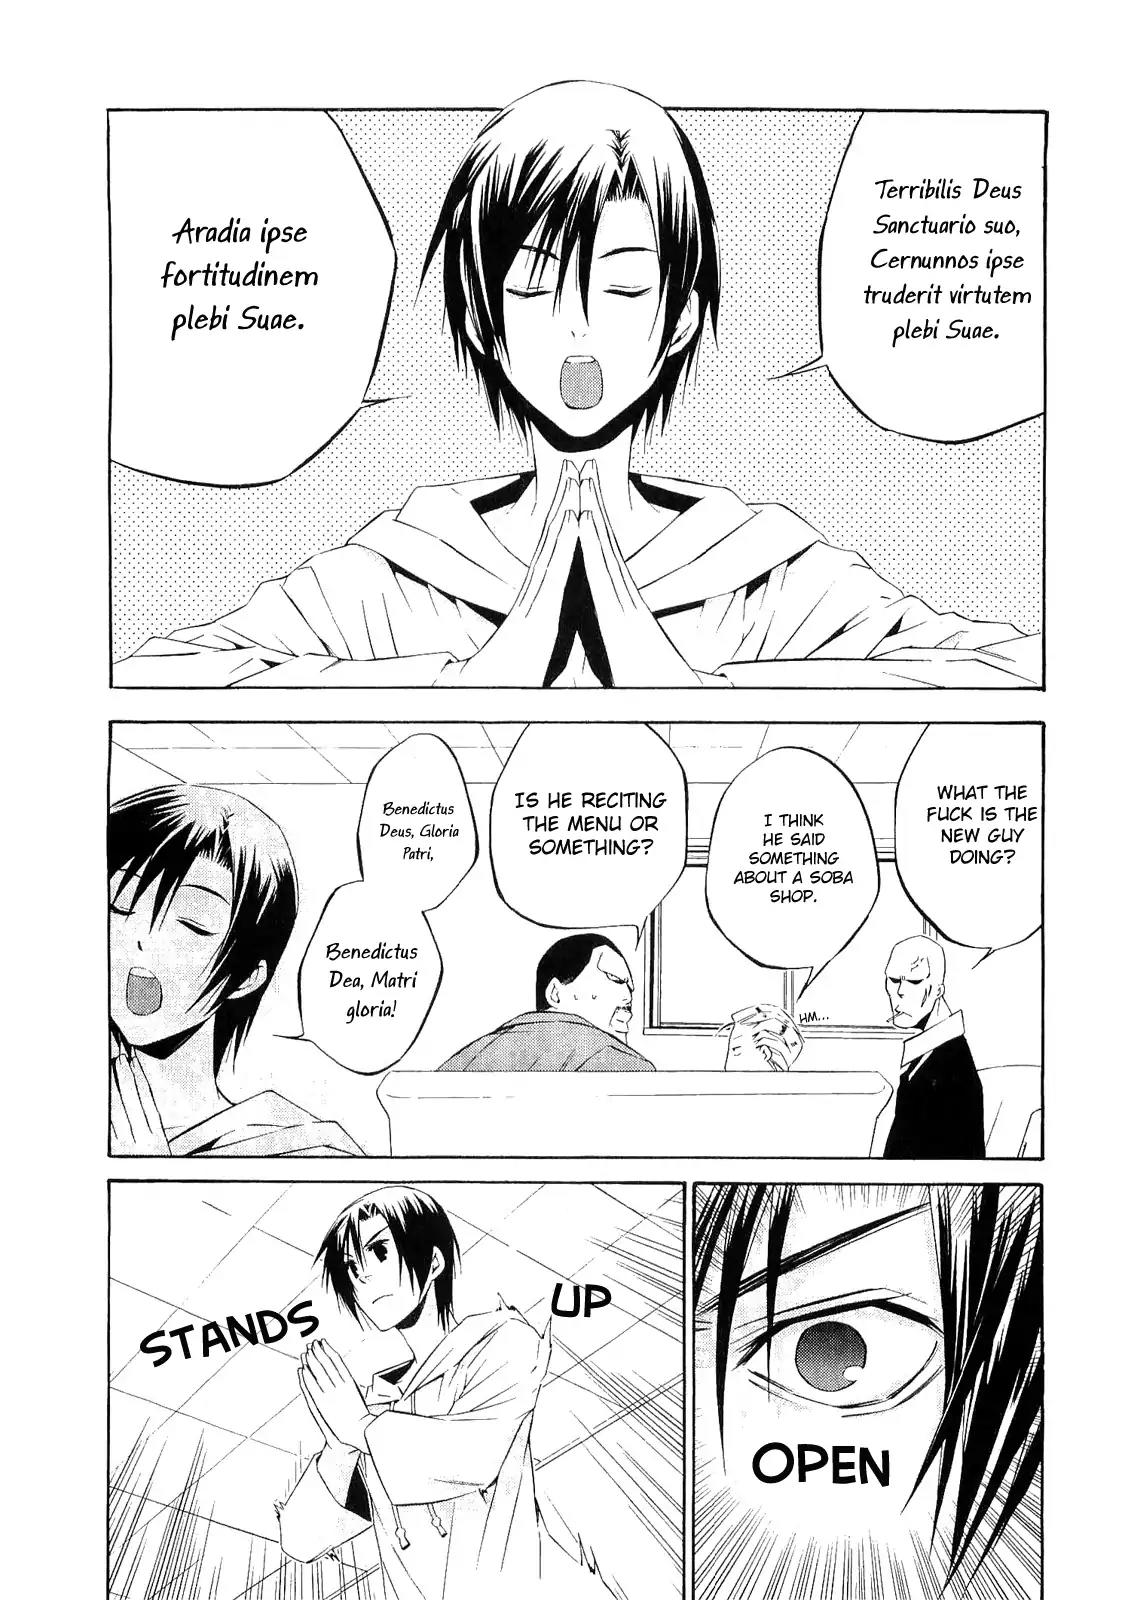 Terribilis Deus
Sanctuario suo,
Cernunnos ipse
truderit virtutem
plebi Suae.
Aradia ipse
fortitudinem
plebi Suae.
WHAT THE
FUCK IS THE
NEW GUY
DOING?
I THINK
HE SAID
SOMETHING
ABOUT A SOBA
SHOP.
HM...
IS HE RECITING
THE MENU OR
SOMETHING?
Benedictus
Deus, Gloria
Patri,
Benedictus
Dea, Matri
gloria!
OPEN
STANDS
UP